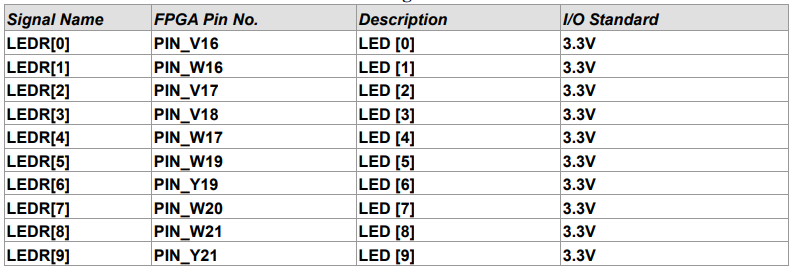 Signal Name FPGA Pin No. Description I/O Standard
LEDR[0] PIN_V16 LED [0] 3.3V
LEDR[1] PIN_W16 LED [1] 3.3V
LEDR[2] PIN_V17 LED [2] 3.3V
LEDR[3] PIN_V18 LED [3] 3.3V
LEDR[4] PIN_W17 LED [4] 3.3V
LEDR[5] PIN_W19 LED [5] 3.3V
LEDR[6] PIN_Y19 LED [6] 3.3V
LEDR[7] PIN_W20 LED [7] 3.3V
LEDR[8] PIN_W21 LED [8] 3.3V
LEDR[9] PIN_Y21 LED [9] 3.3V